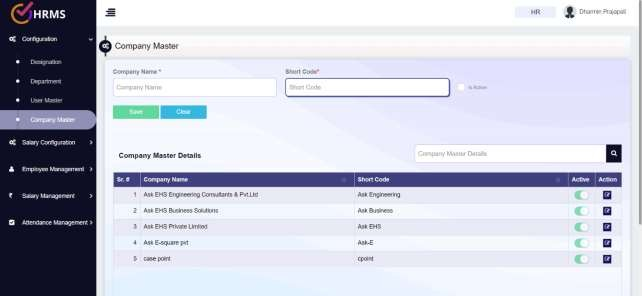 HRMS
HR
Dharmin Prajapati
Configuration
Designation
Department
User Master
Company Master
Salary Configuration
Employee Management
Salary Management
Attendance Management
Company Master
Company Name *
Short Code*
Company Name
Short Code
Is Active
Save
Clear
Company Master Details
Company Master Details
Sr. # Company Name Short Code Active Action
1 Ask EHS Engineering Consultants & Pvt.Ltd Ask Engineering
2 Ask EHS Business Solutions Ask Business
3 Ask EHS Private Limited Ask EHS
4 Ask E-square pvt Ask-E
5 case point cpoint